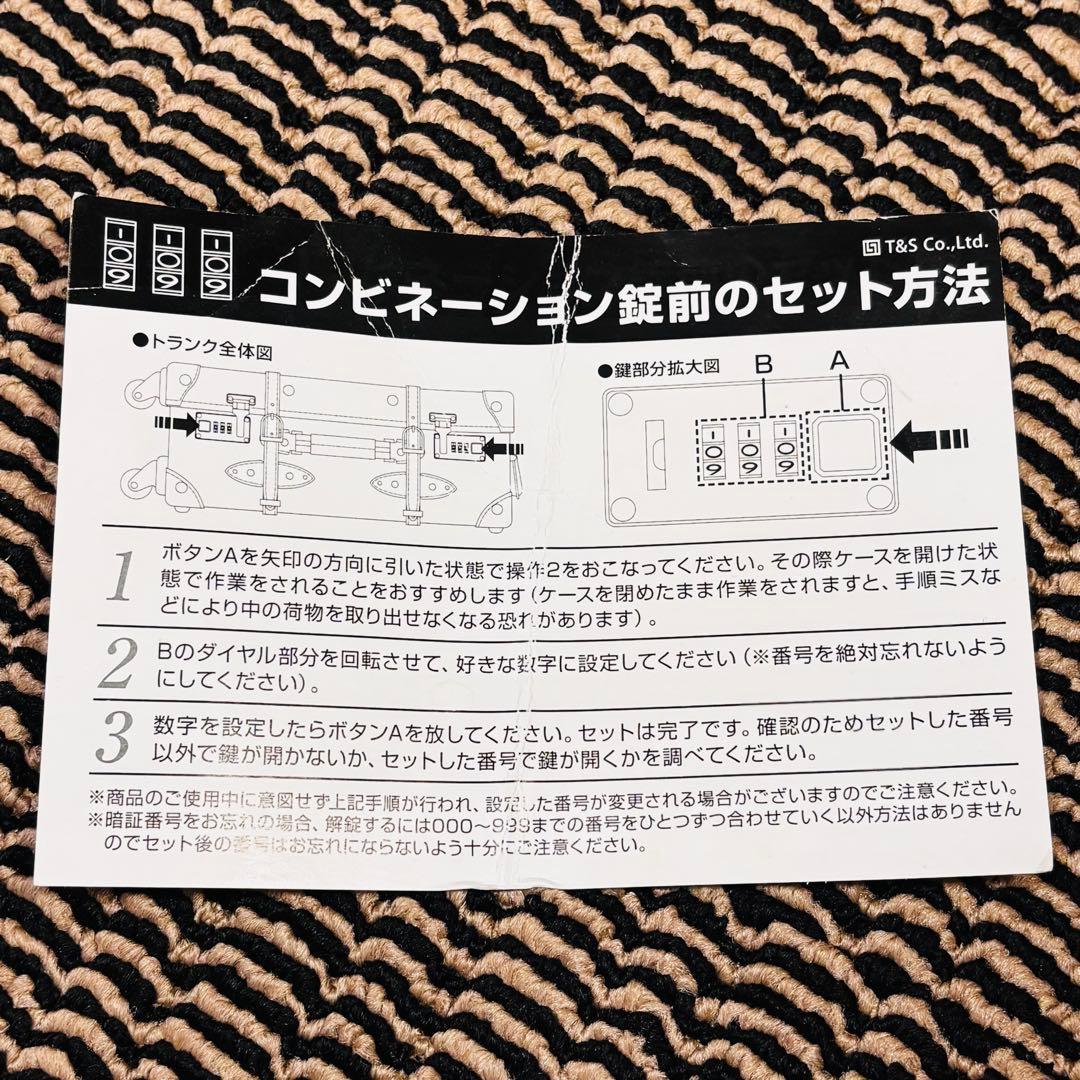 T&S Co.,Ltd.
コンビネーション錠前のセット方法
●トランク全体図
●鍵部分拡大図
B A
1 ボタンAを矢印の方向に引いた状態で操作2をおこなってください。その際ケースを開けた状
態で作業をされることをおすすめします(ケースを閉めたまま作業をされますと、手順ミスな
どにより中の荷物を取り出せなくなる恐れがあります)。
2 Bのダイヤル部分を回転させて、好きな数字に設定してください(※番号を絶対忘れないよう
にしてください)。
3 数字を設定したらボタンAを放してください。セットは完了です。確認のためセットした番号
以外で鍵が開かないか、セットした番号で鍵が開くかを調べてください。
※商品のご使用中に意図せず上記手順が行われ、設定した番号が変更される場合がございますのでご注意ください。
※暗証番号をお忘れの場合、解錠するには000〜999までの番号をひとつずつ合わせていく以外方法はありません
のでセット後の番号はお忘れにならないよう十分にご注意ください。